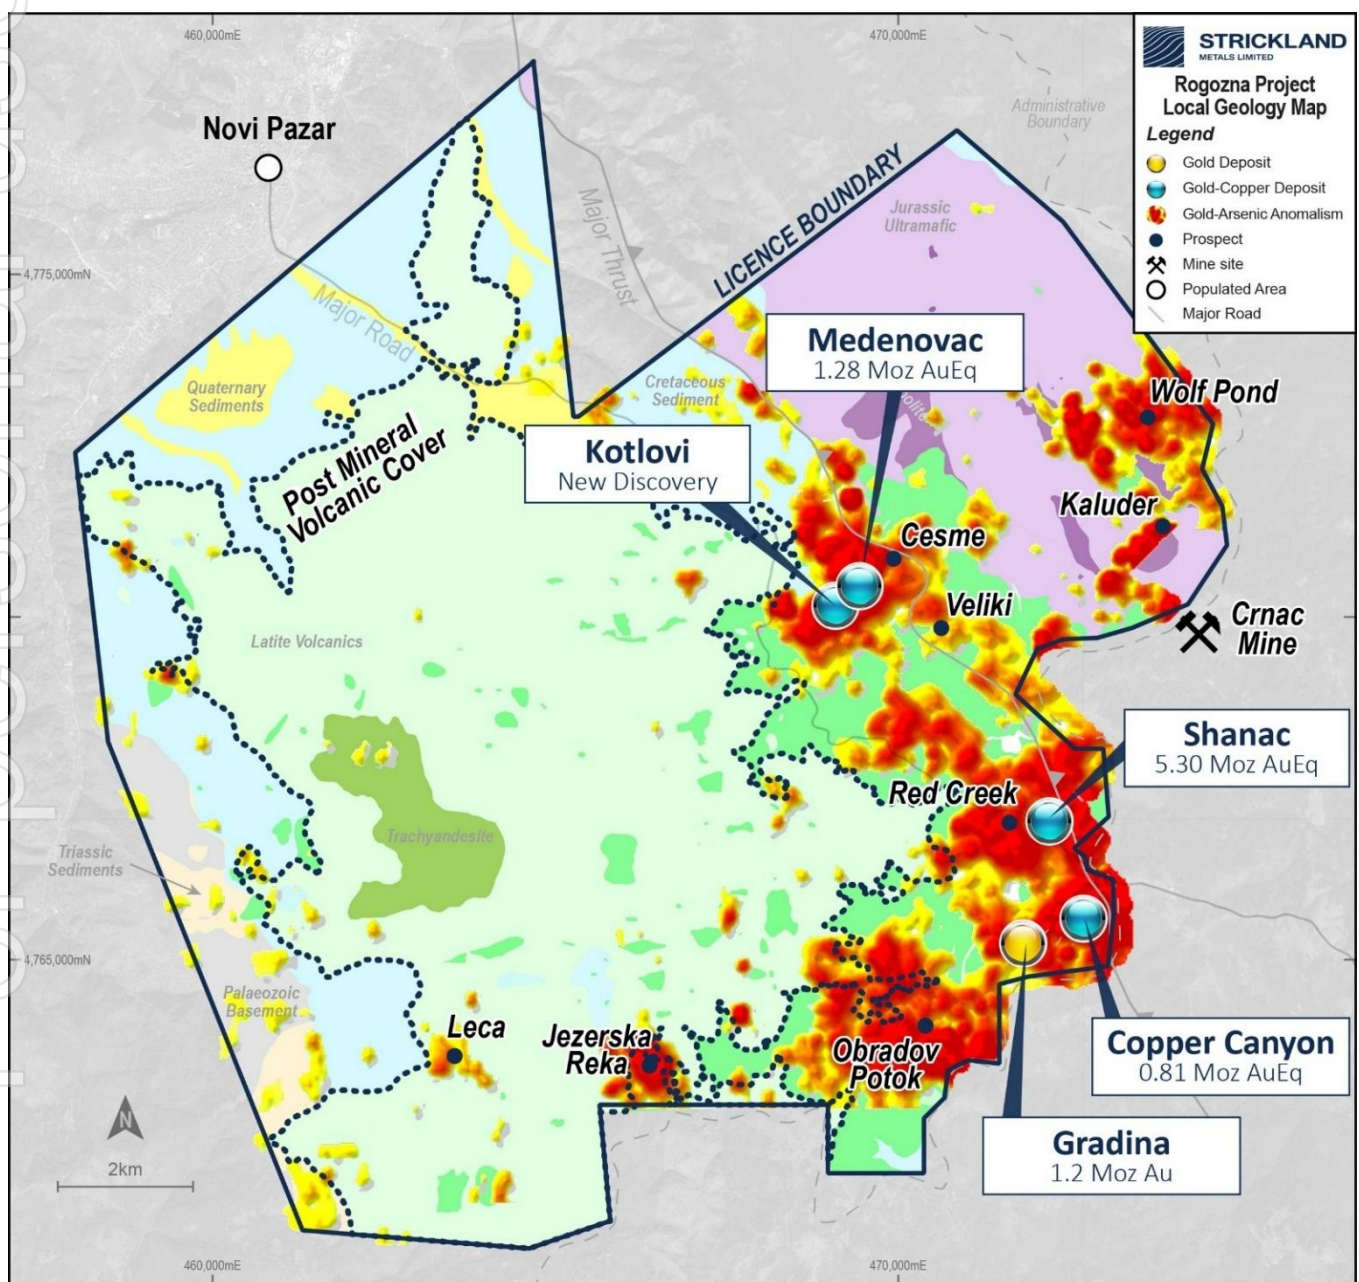 460,000mE
470,000mE
STRICKLAND
METALS LIMITED
Rogozna Project
Local Geology Map
Legend
Gold Deposit
Gold-Copper Deposit
Gold-Arsenic Anomalism
Prospect
Mine site
Populated Area
Major Road
Administrative
Boundary
Novi Pazar
LICENCE BOUNDARY
Major Thrust
Jurassic
Ultramafic
4,775,000mN
Major Road
Medenovac
1.28 Moz AuEq
Quaternary
Sediments
Cretaceous
Sediment
Wolf Pond
Post Mineral
Volcanic Cover
Kotlovi
New Discovery
Kaluder
Cesme
Veliki
Crnac
Mine
Latite Volcanics
Shanac
5.30 Moz AuEq
Red Creek
Trachyandesite
Triassic
Sediments
4,765,000mN
Palaeozoic
Basement
Leca
Jezerska
Reka
Obradov
Potok
Copper Canyon
0.81 Moz AuEq
Gradina
1.2 Moz Au
N
2km
460,000mE
470,000mE